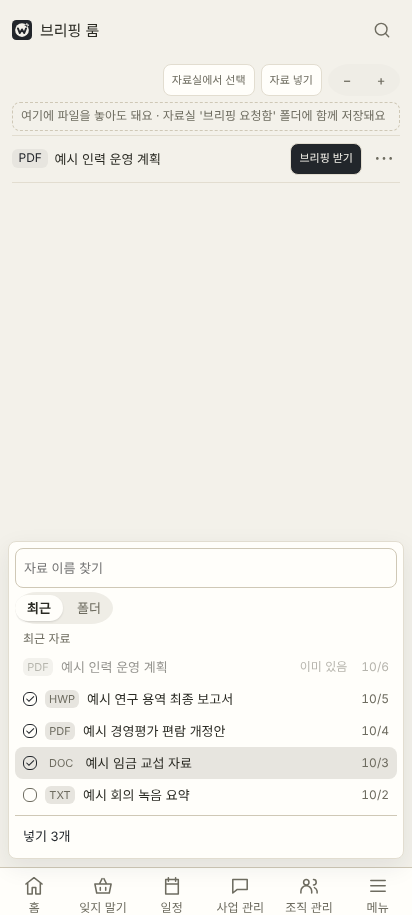 브리핑 룸
자료실에서 선택 자료 넣기 − +
여기에 파일을 놓아도 돼요 · 자료실 '브리핑 요청함' 폴더에 함께 저장돼요
PDF 예시 인력 운영 계획 브리핑 받기 ···
자료 이름 찾기
최근 폴더
최근 자료
PDF 예시 인력 운영 계획 이미 있음 10/6
HWP 예시 연구 용역 최종 보고서 10/5
PDF 예시 경영평가 편람 개정안 10/4
DOC 예시 임금 교섭 자료 10/3
TXT 예시 회의 녹음 요약 10/2
넣기 3개
홈 잊지 말기 일정 사업 관리 조직 관리 메뉴